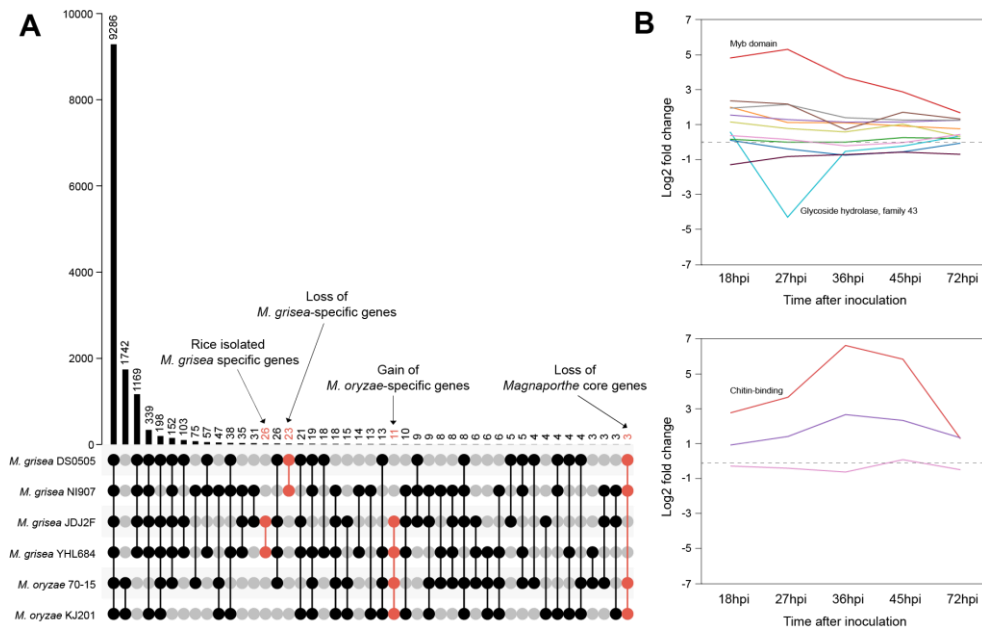 A
10000
8000
6000
4000
2000
0
9286 1742 1169 339 198 152 103 75 57 47 38 35 31 26 26 23 21 19 18 18 15 14 13 13 11 10 9 9 8 8 8 6 6 6 5 5 4 4 4 4 4 3 3 3 3
Rice isolated
M. grisea specific genes
Loss of
M. grisea-specific genes
Gain of
M. oryzae-specific genes
Loss of
Magnaporthe core genes
M. grisea DS0505
M. grisea NI907
M. grisea JDJ2F
M. grisea YHL684
M. oryzae 70-15
M. oryzae KJ201
B
Log2 fold change
7
5
3
1
-1
-3
-5
-7
Myb domain
Glycoside hydrolase, family 43
18hpi 27hpi 36hpi 45hpi 72hpi
Time after inoculation
Log2 fold change
7
5
3
1
-1
-3
-5
-7
Chitin-binding
18hpi 27hpi 36hpi 45hpi 72hpi
Time after inoculation